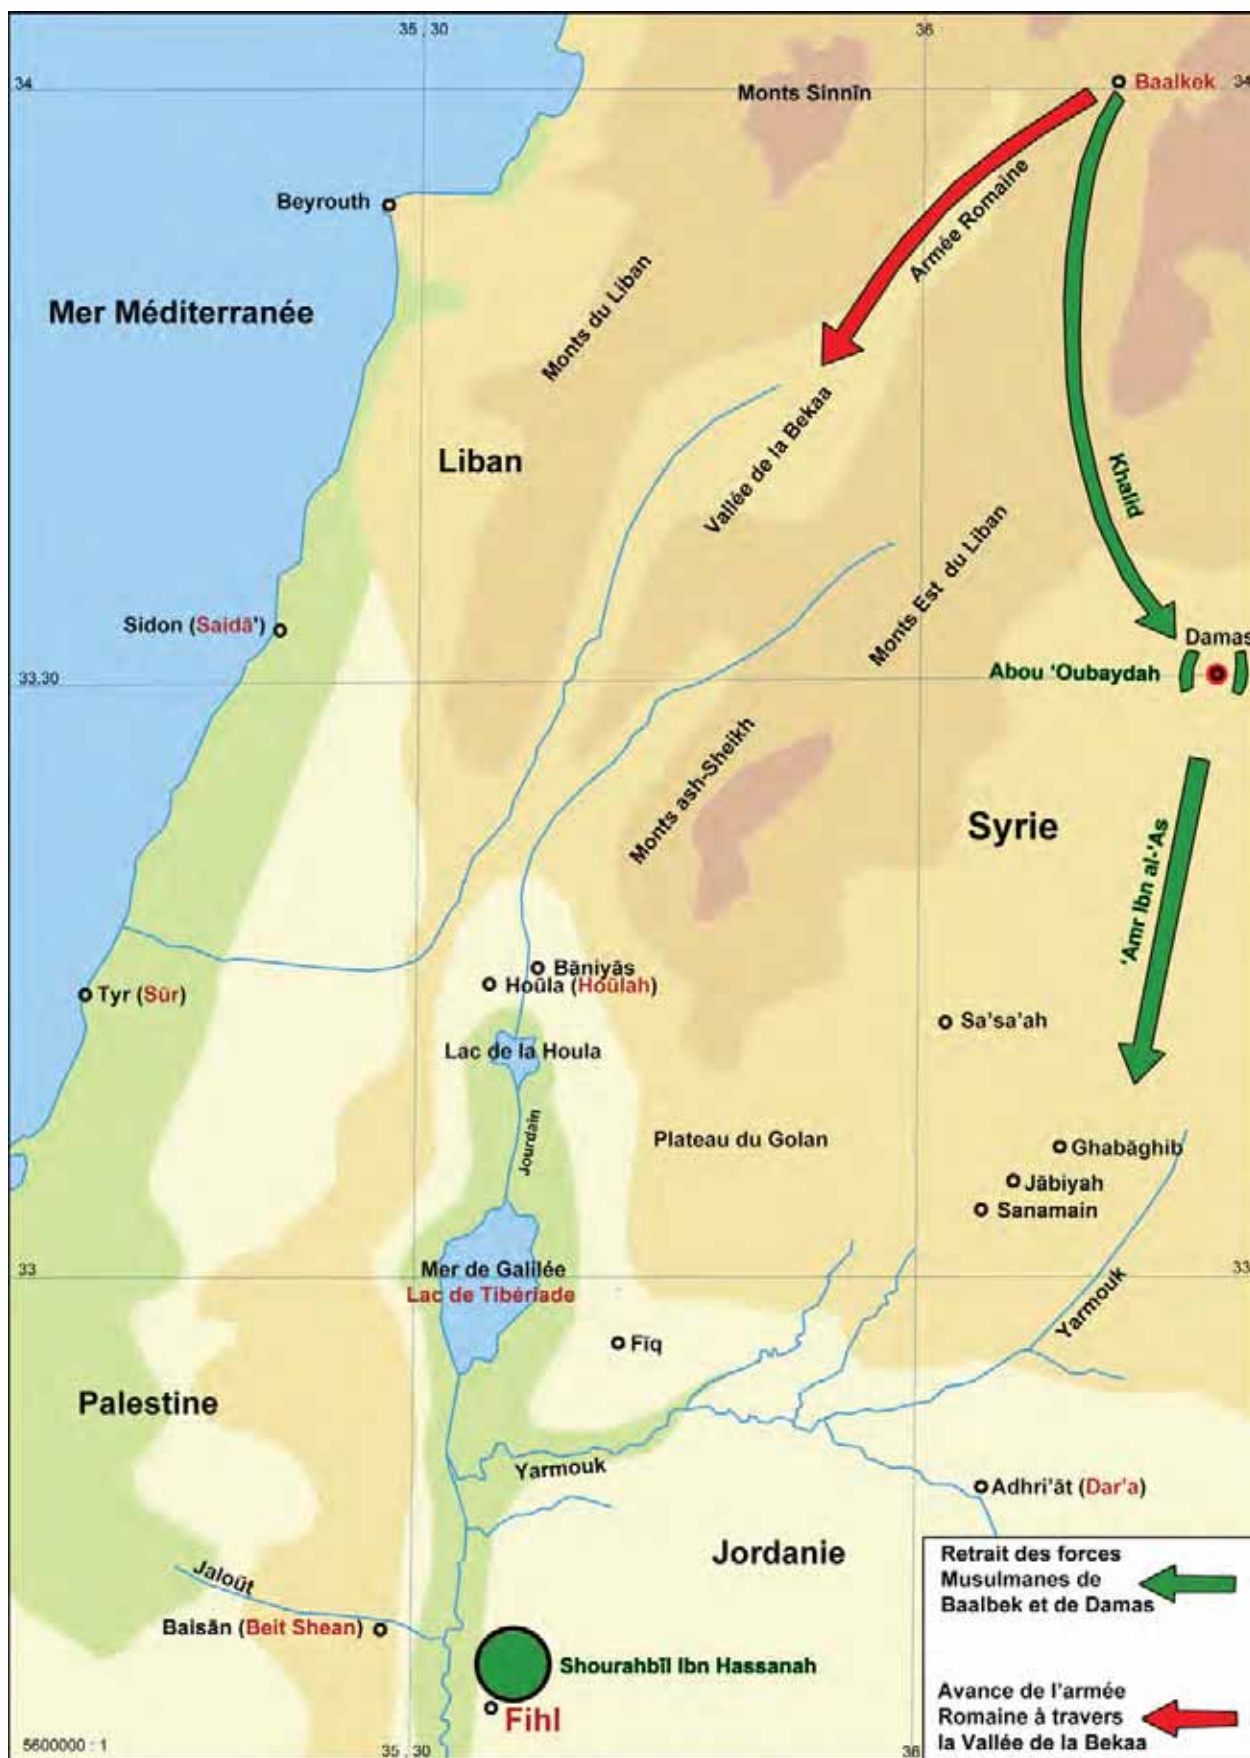 35,30
36
34
34
Monts Sinnīn
Baalkek
Armée Romaine
Beyrouth
Mer Méditerranée
Monts du Liban
Liban
Vallée de la Bekaa
Khalid
Monts Est du Liban
Sidon (Saidā')
Damas
33,30
Abou ‘Oubaydah
Monts ash-Sheikh
Syrie
‘Amr Ibn al-‘As
Bāniyās
Hoûla (Hoûlah)
Tyr (Sūr)
Sa’sa’ah
Lac de la Houla
Jourdain
Plateau du Golan
Ghabāghib
Jābiyah
Sanamain
33
33
Mer de Galilée
Lac de Tibériade
Yarmouk
Fīq
Palestine
Yarmouk
Adhri’āt (Dar’a)
Jordanie
Jaloūt
Baisān (Beit Shean)
Shourahbīl Ibn Hassanah
Fihl
Retrait des forces
Musulmanes de
Baalbek et de Damas
Avance de l’armée
Romaine à travers
la Vallée de la Bekaa
5600000 : 1
35,30
36